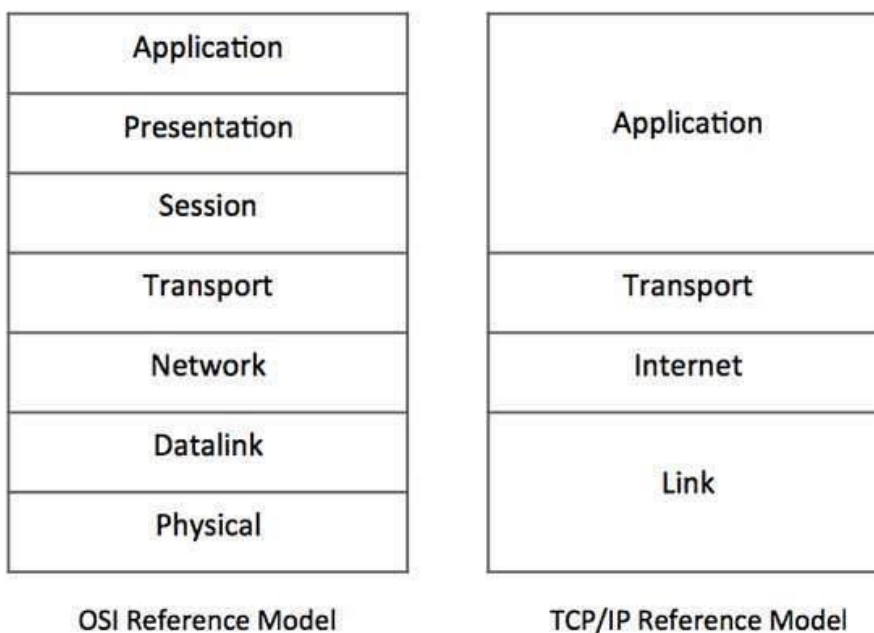 Application
Presentation
Session
Transport
Network
Datalink
Physical
OSI Reference Model
Application
Transport
Internet
Link
TCP/IP Reference Model